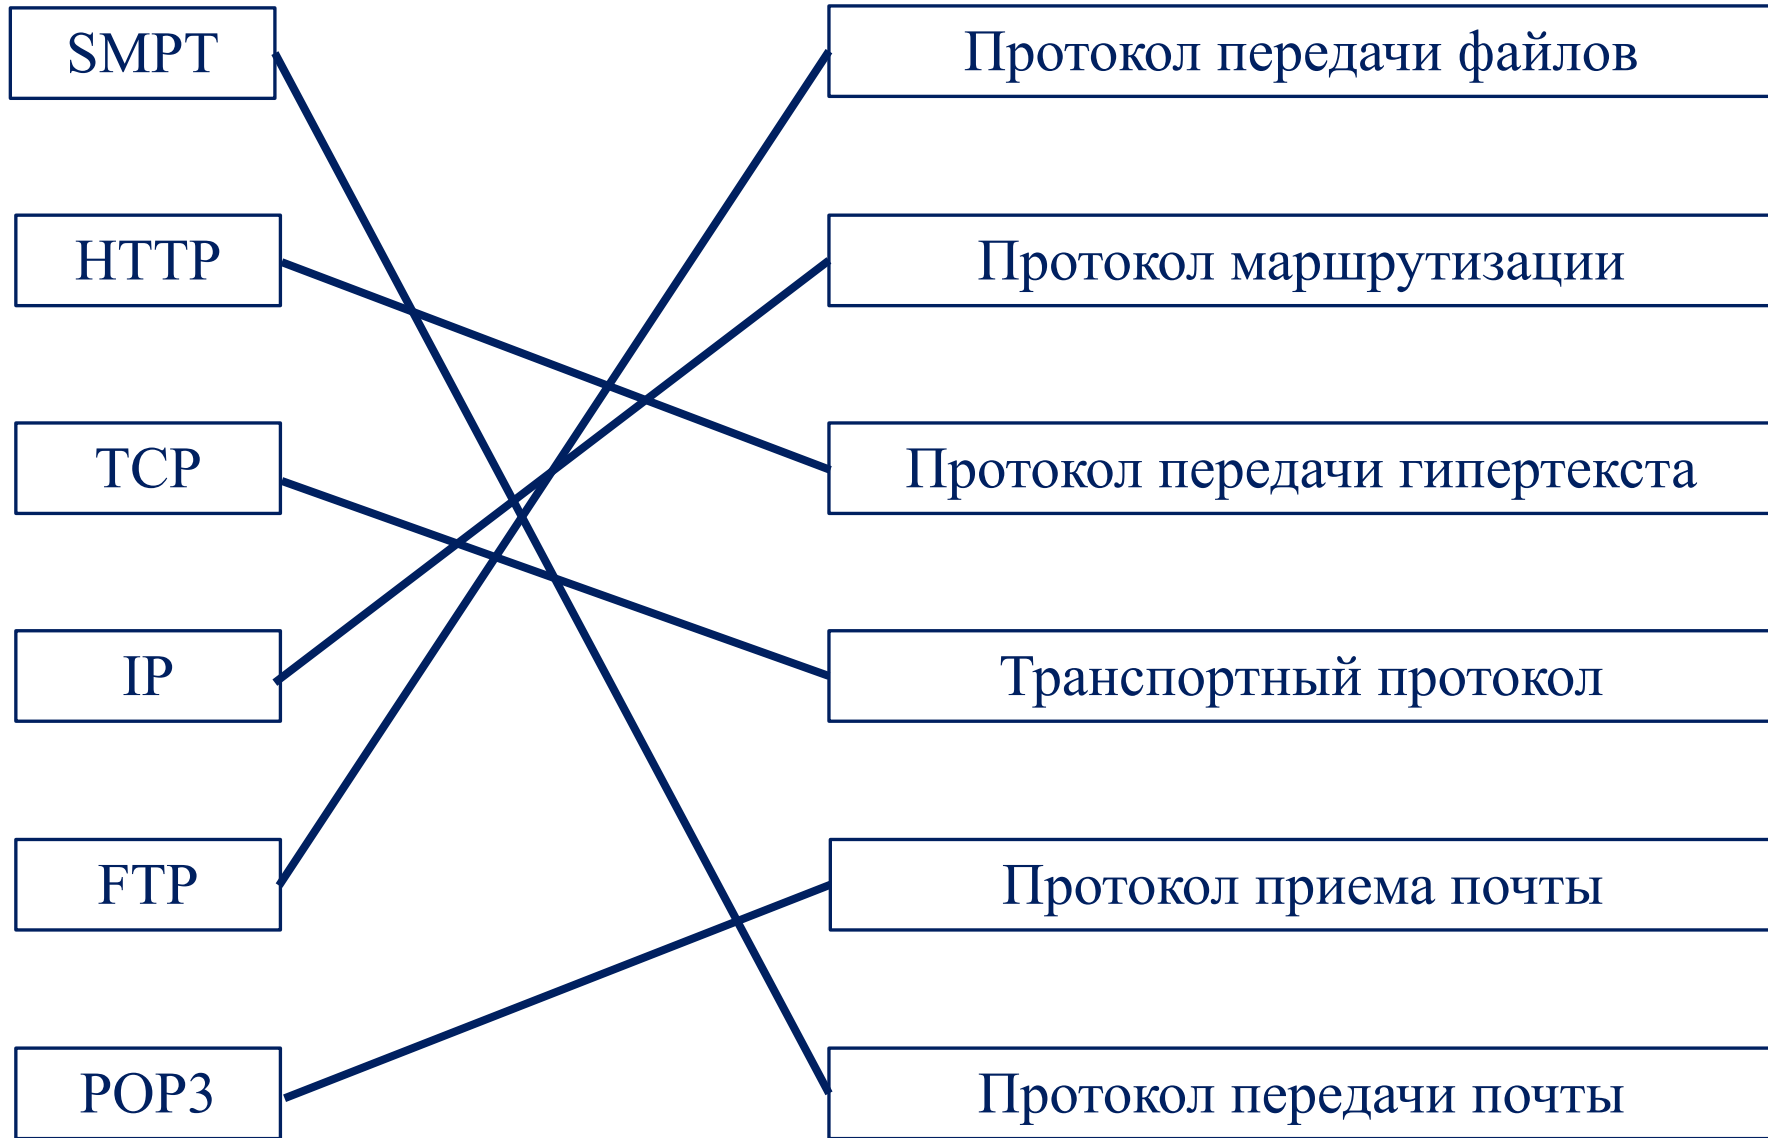 SMPT
Протокол передачи файлов
HTTP
Протокол маршрутизации
TCP
Протокол передачи гипертекста
IP
Транспортный протокол
FTP
Протокол приема почты
POP3
Протокол передачи почты